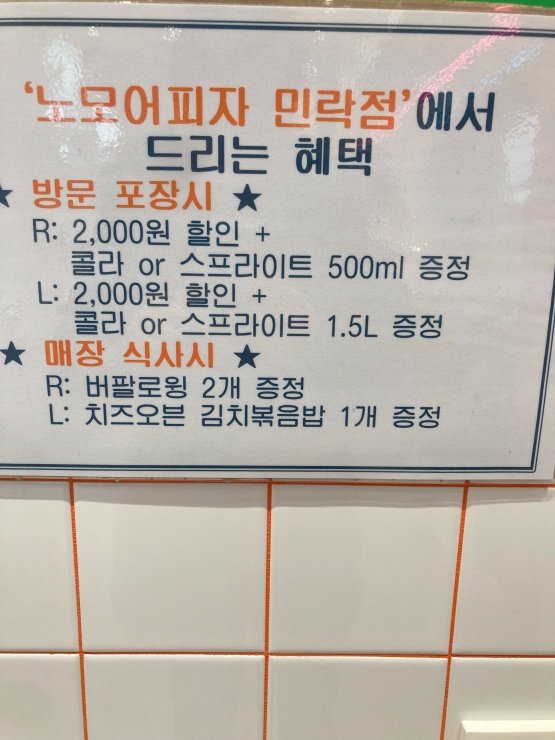 '노모어피자 민락점'에서
드리는 혜택
★ 방문 포장시 ★
R: 2,000원 할인 +
콜라 or 스프라이트 500ml 증정
L: 2,000원 할인 +
콜라 or 스프라이트 1.5L 증정
★ 매장 식사시 ★
R: 버팔로윙 2개 증정
L: 치즈오븐 김치볶음밥 1개 증정